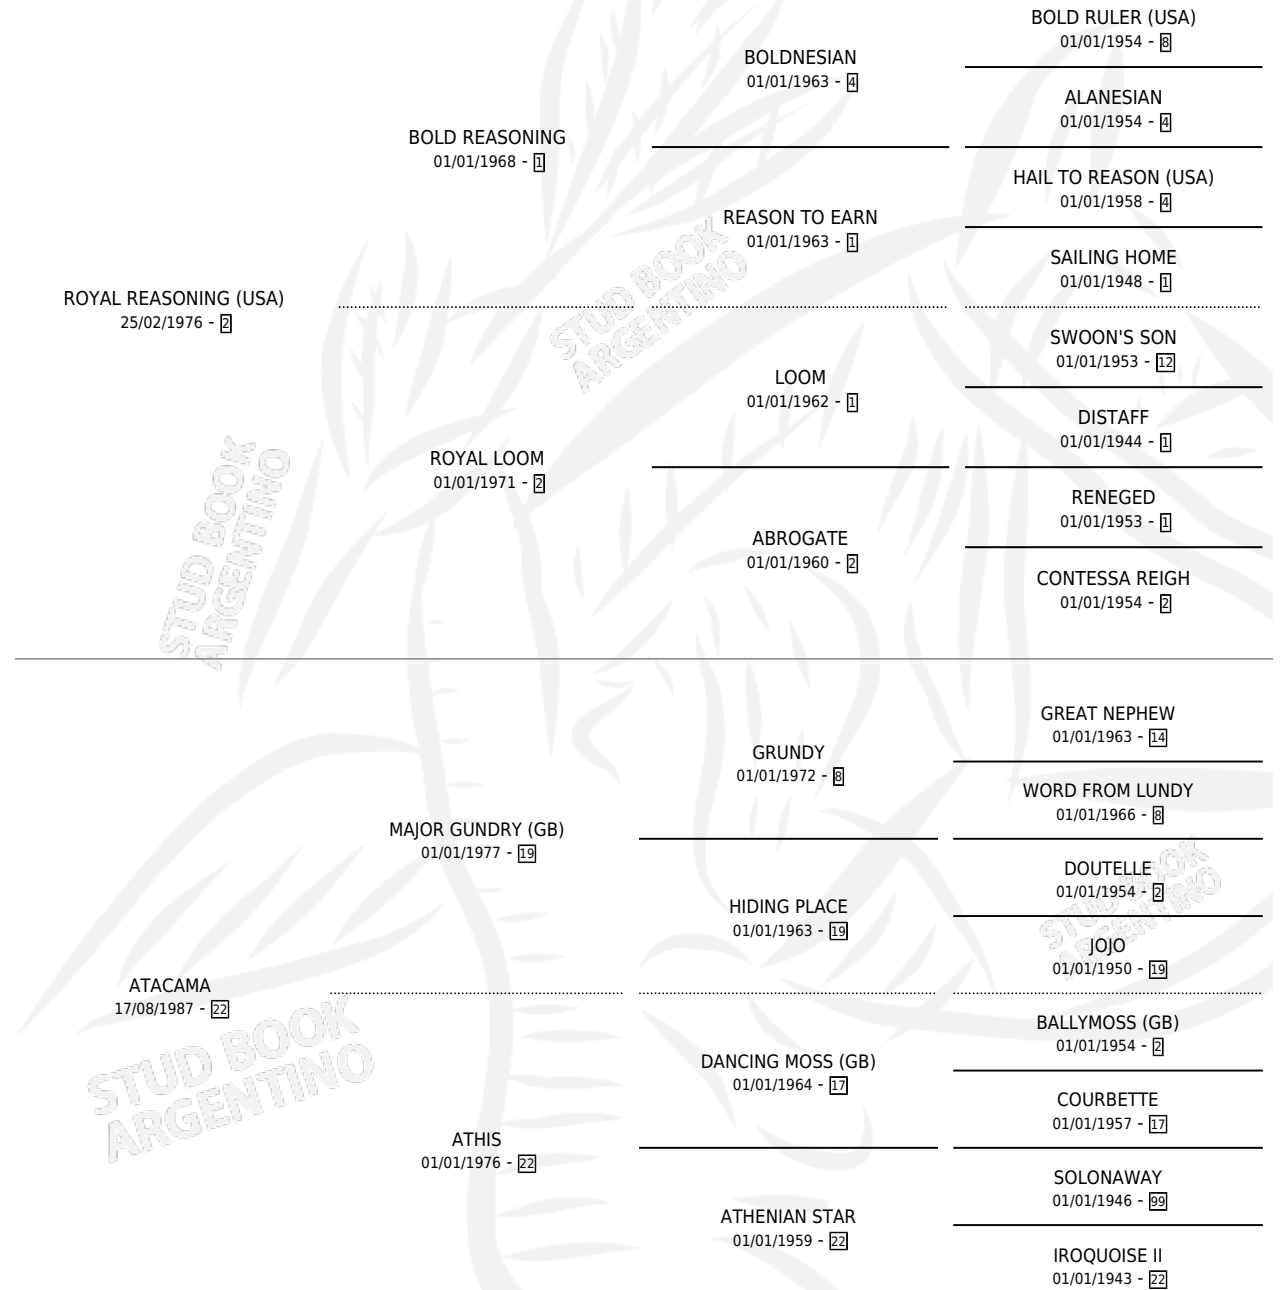 BOLD RULER (USA)
01/01/1954 - 8
BOLDNESIAN
01/01/1963 - 4
ALANESIAN
01/01/1954 - 4
BOLD REASONING
01/01/1968 - 1
HAIL TO REASON (USA)
01/01/1958 - 4
REASON TO EARN
01/01/1963 - 1
SAILING HOME
01/01/1948 - 1
ROYAL REASONING (USA)
25/02/1976 - 2
STUD BOOK
ARGENTINO
SWOON'S SON
01/01/1953 - 12
LOOM
01/01/1962 - 1
DISTAFF
01/01/1944 - 1
ROYAL LOOM
01/01/1971 - 2
RENEGED
01/01/1953 - 1
ABROGATE
01/01/1960 - 2
CONTESSA REIGH
01/01/1954 - 2
STUD BOOK
ARGENTINO
GREAT NEPHEW
01/01/1963 - 14
GRUNDY
01/01/1972 - 8
WORD FROM LUNDY
01/01/1966 - 8
MAJOR GUNDRY (GB)
01/01/1977 - 19
DOUTELLE
01/01/1954 - 2
HIDING PLACE
01/01/1963 - 19
JOJO
01/01/1950 - 19
STUD BOOK
ARGENTINO
ATACAMA
17/08/1987 - 22
BALLYMOSS (GB)
01/01/1954 - 2
DANCING MOSS (GB)
01/01/1964 - 17
COURBETTE
01/01/1957 - 17
STUD BOOK
ARGENTINO
ATHIS
01/01/1976 - 22
SOLONAWAY
01/01/1946 - 99
ATHENIAN STAR
01/01/1959 - 22
IROQUOISE II
01/01/1943 - 22